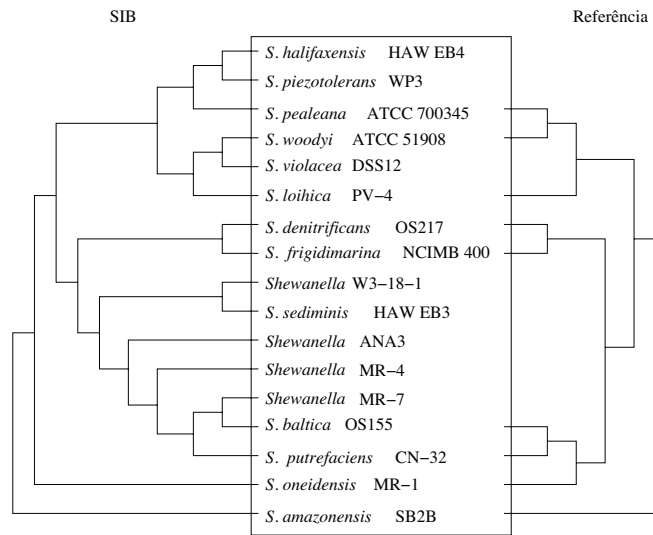 SIB Referência
S. halifaxensis HAW EB4
S. piezotolerans WP3
S. pealeana ATCC 700345
S. woodyi ATCC 51908
S. violacea DSS12
S. loihica PV−4
S. denitrificans OS217
S. frigidimarina NCIMB 400
Shewanella W3−18−1
S. sediminis HAW EB3
Shewanella ANA3
Shewanella MR−4
Shewanella MR−7
S. baltica OS155
S. putrefaciens CN−32
S. oneidensis MR−1
S. amazonensis SB2B